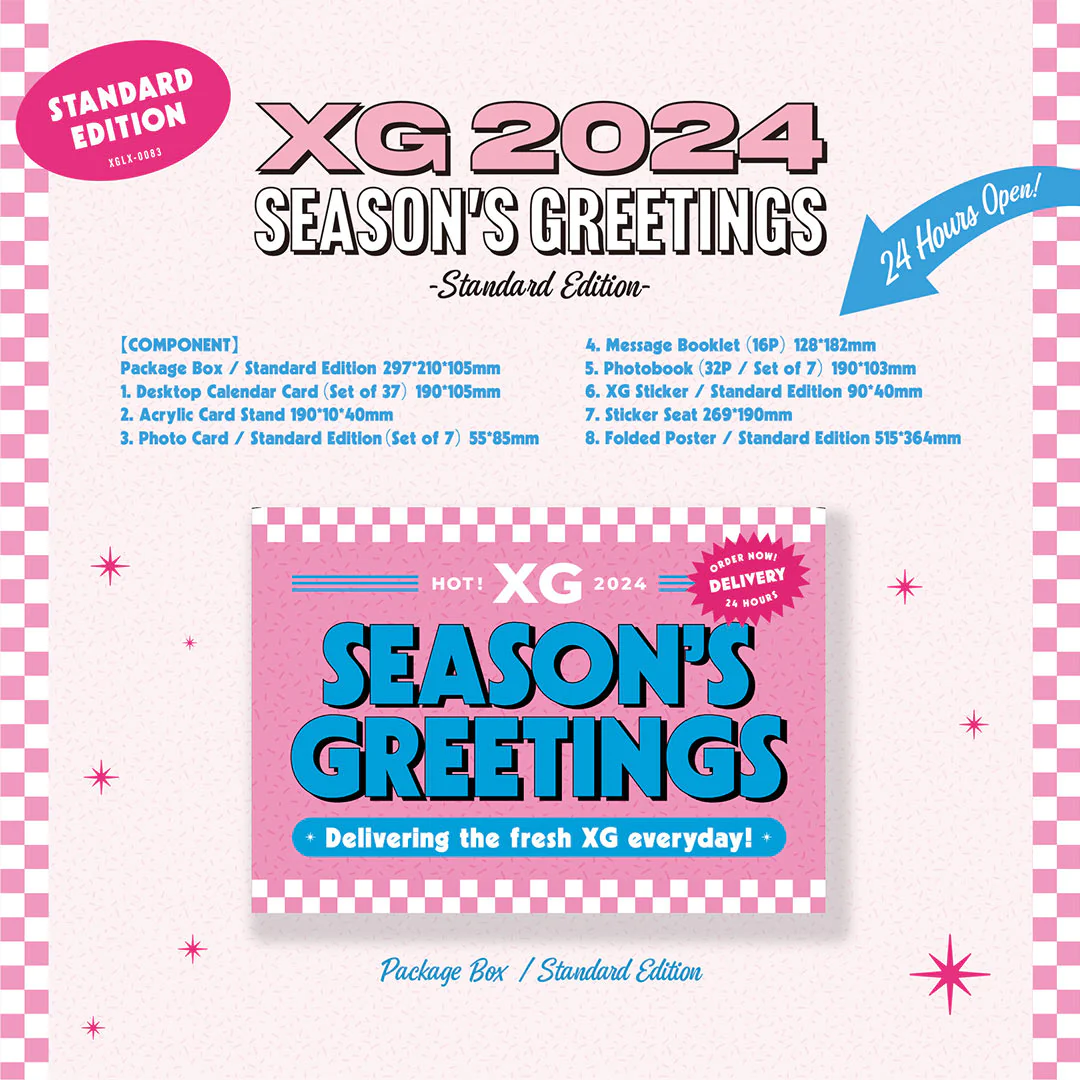 STANDARD
EDITION
XGLX-0083
XG 2024
SEASON'S GREETINGS
-Standard Edition-
24 Hours Open!
【COMPONENT】
Package Box / Standard Edition 297*210*105mm
1. Desktop Calendar Card（Set of 37）190*105mm
2. Acrylic Card Stand 190*10*40mm
3. Photo Card / Standard Edition（Set of 7）55*85mm
4. Message Booklet（16P）128*182mm
5. Photobook（32P / Set of 7）190*103mm
6. XG Sticker / Standard Edition 90*40mm
7. Sticker Seat 269*190mm
8. Folded Poster / Standard Edition 515*364mm
HOT! XG 2024
ORDER NOW!
DELIVERY
24 HOURS
SEASON'S
GREETINGS
Delivering the fresh XG everyday!
Package Box / Standard Edition